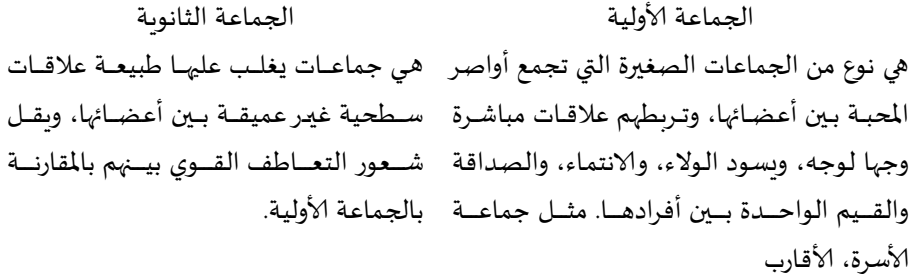 الجماعة الأولية
هي نوع من الجماعات الصغيرة التي تجمع أواصر
المحبة بين أعضائها، وتربطهم علاقات مباشرة
وجها لوجه، ويسود الولاء، والانتماء، والصداقة
والقيم الواحدة بين أفرادها. مثل جماعة
الأسرة، الأقارب
الجماعة الثانوية
هي جماعات يغلب عليها طبيعة علاقات
سطحية غير عميقة بين أعضائها، ويقل
شعور التعاطف القوي بينهم بالمقارنة
بالجماعة الأولية.